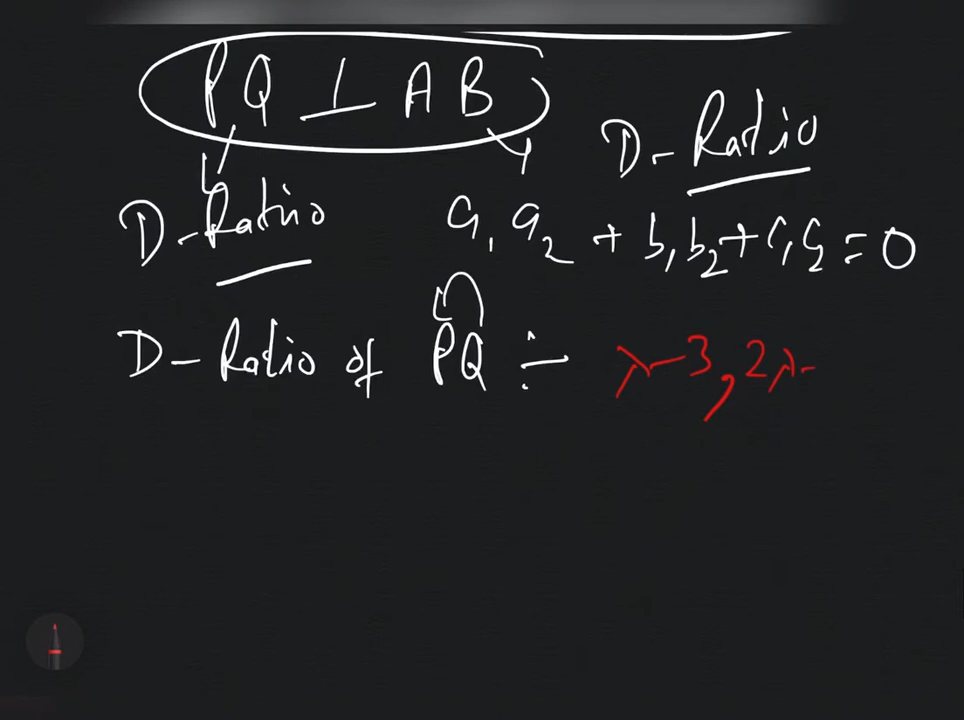 PQ ⊥ AB
D-Ratio
D-Ratio
a₁a₂ + b₁b₂ + c₁c₂ = 0
D-Ratio of PQ ÷ λ-3, 2λ-